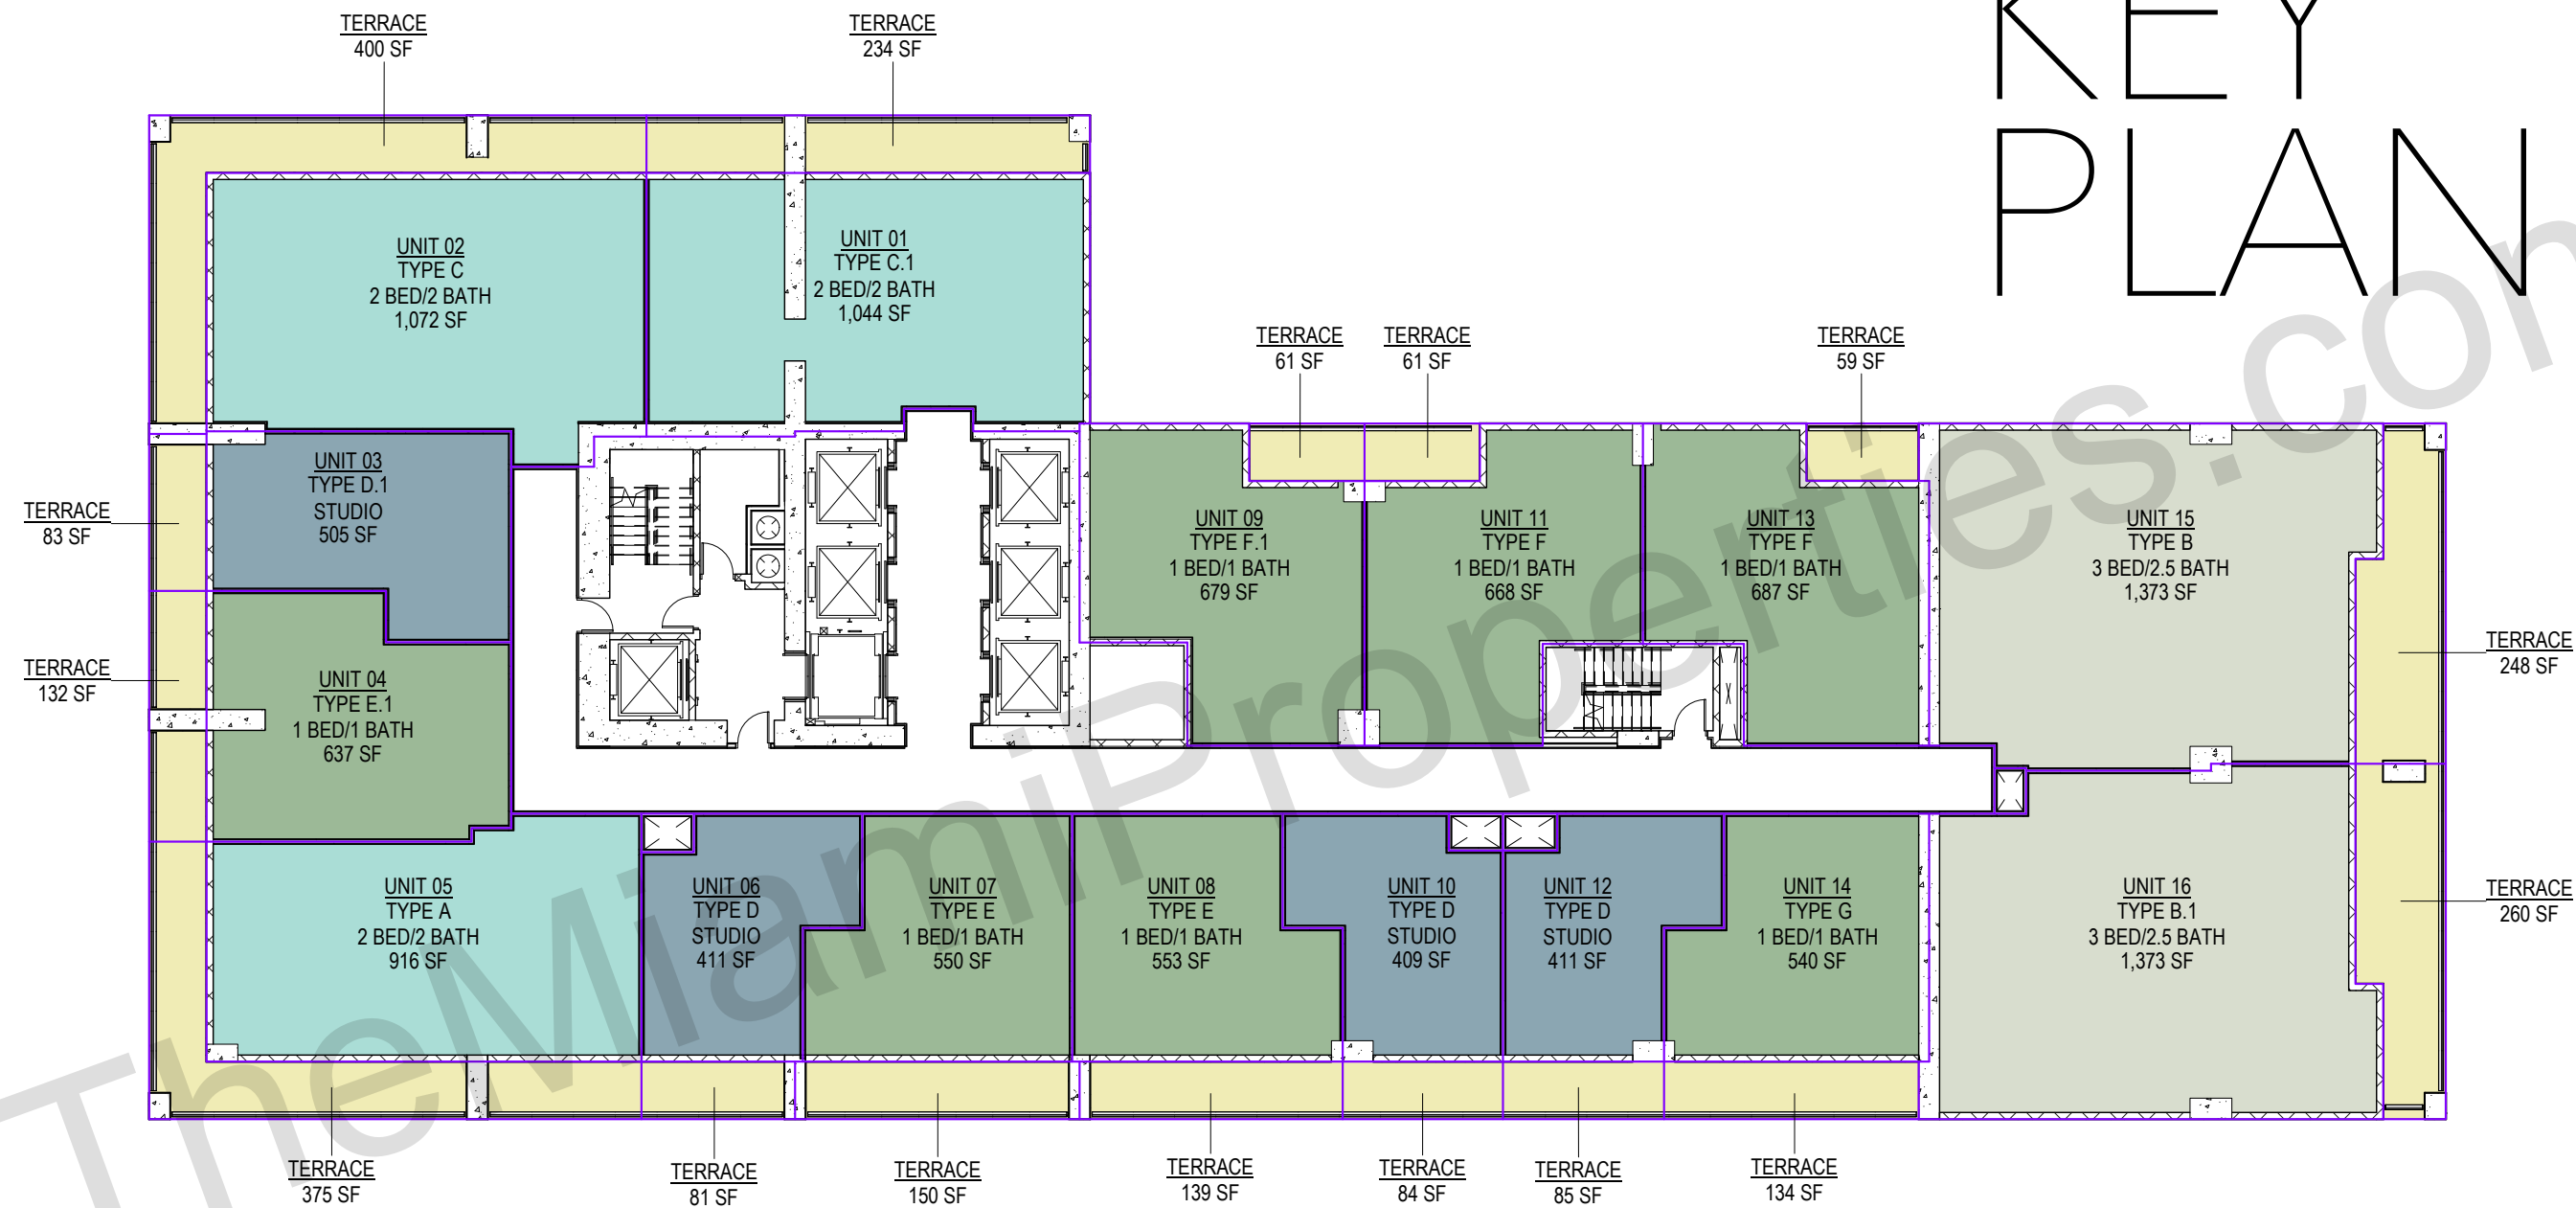 KEY
PLAN
TERRACE
400 SF
TERRACE
234 SF
UNIT 02
TYPE C
2 BED/2 BATH
1,072 SF
UNIT 01
TYPE C.1
2 BED/2 BATH
1,044 SF
TERRACE
61 SF
TERRACE
61 SF
TERRACE
59 SF
UNIT 03
TYPE D.1
STUDIO
505 SF
TERRACE
83 SF
UNIT 09
TYPE F.1
1 BED/1 BATH
679 SF
UNIT 11
TYPE F
1 BED/1 BATH
668 SF
UNIT 13
TYPE F
1 BED/1 BATH
687 SF
UNIT 15
TYPE B
3 BED/2.5 BATH
1,373 SF
TERRACE
248 SF
TERRACE
132 SF
UNIT 04
TYPE E.1
1 BED/1 BATH
637 SF
UNIT 05
TYPE A
2 BED/2 BATH
916 SF
UNIT 06
TYPE D
STUDIO
411 SF
UNIT 07
TYPE E
1 BED/1 BATH
550 SF
UNIT 08
TYPE E
1 BED/1 BATH
553 SF
UNIT 10
TYPE D
STUDIO
409 SF
UNIT 12
TYPE D
STUDIO
411 SF
UNIT 14
TYPE G
1 BED/1 BATH
540 SF
UNIT 16
TYPE B.1
3 BED/2.5 BATH
1,373 SF
TERRACE
260 SF
TERRACE
375 SF
TERRACE
81 SF
TERRACE
150 SF
TERRACE
139 SF
TERRACE
84 SF
TERRACE
85 SF
TERRACE
134 SF
TheMiamiProperties.com